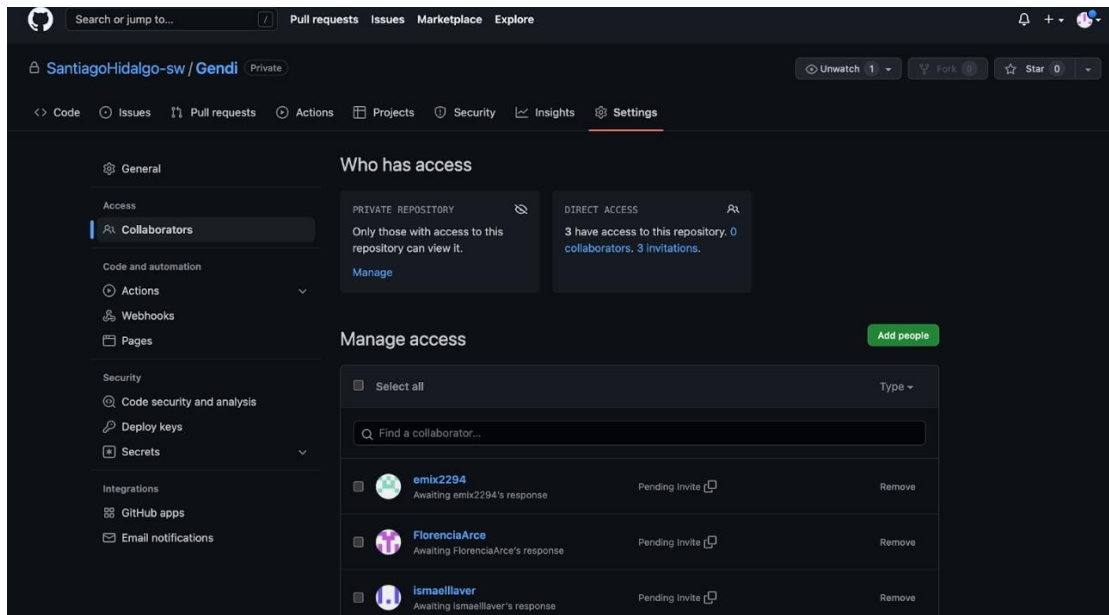 Search or jump to... /
Pull requests Issues Marketplace Explore
SantiagoHidalgo-sw / Gendi Private
Unwatch 1 Fork 0 Star 0
Code Issues Pull requests Actions Projects Security Insights Settings
General
Access
Collaborators
Code and automation
Actions
Webhooks
Pages
Security
Code security and analysis
Deploy keys
Secrets
Integrations
GitHub apps
Email notifications
Who has access
PRIVATE REPOSITORY
Only those with access to this
repository can view it.
Manage
DIRECT ACCESS
3 have access to this repository. 0
collaborators. 3 invitations.
Manage access
Add people
Select all Type
Find a collaborator...
emix2294
Awaiting emix2294's response
Pending Invite Remove
FlorenciaArce
Awaiting FlorenciaArce's response
Pending Invite Remove
ismaelllaver
Awaiting ismaelllaver's response
Pending Invite Remove